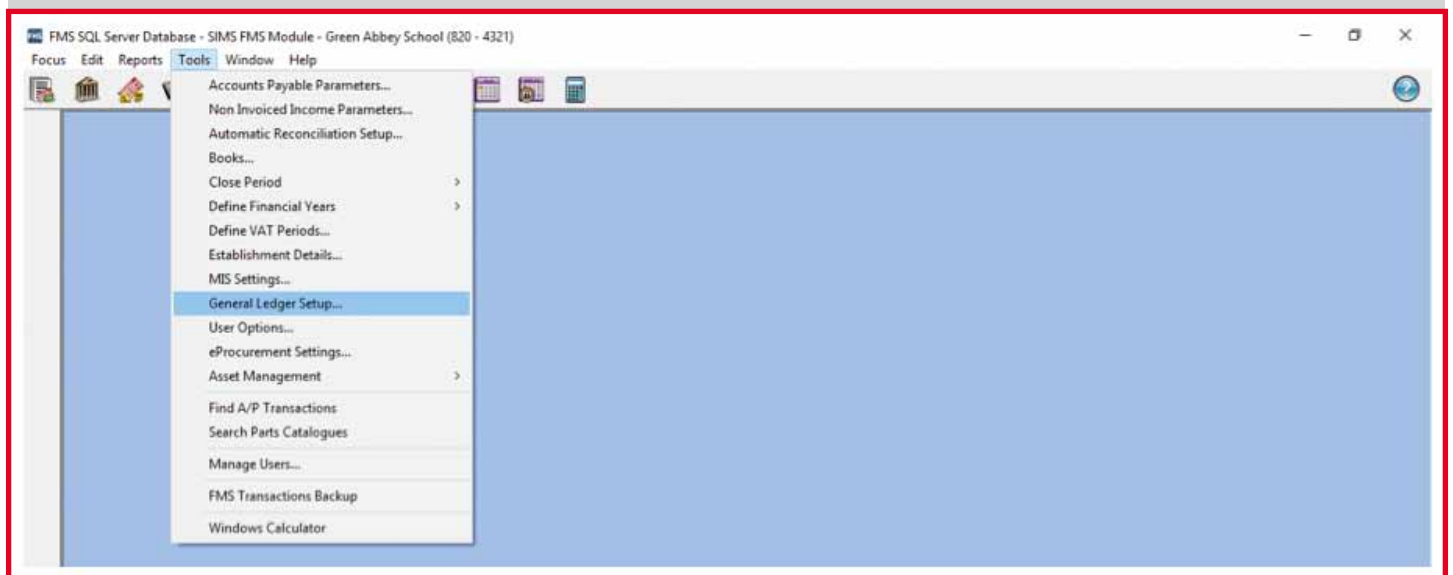 FMS SQL Server Database - SIMS FMS Module - Green Abbey School (820 - 4321)
Focus Edit Reports Tools Window Help
Accounts Payable Parameters...
Non Invoiced Income Parameters...
Automatic Reconciliation Setup...
Books...
Close Period
Define Financial Years
Define VAT Periods...
Establishment Details...
MIS Settings...
General Ledger Setup...
User Options...
eProcurement Settings...
Asset Management
Find A/P Transactions
Search Parts Catalogues
Manage Users...
FMS Transactions Backup
Windows Calculator